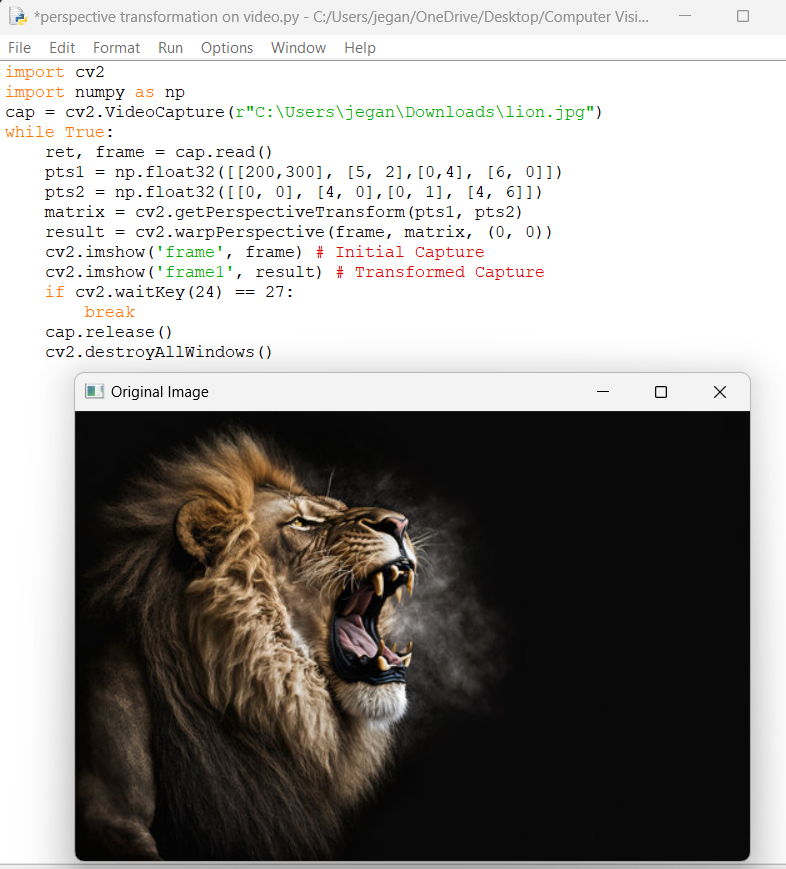 *perspective transformation on video.py - C:/Users/jegan/OneDrive/Desktop/Computer Visi...
File Edit Format Run Options Window Help
import cv2
import numpy as np
cap = cv2.VideoCapture(r"C:\Users\jegan\Downloads\lion.jpg")
while True:
    ret, frame = cap.read()
    pts1 = np.float32([[200,300], [5, 2],[0,4], [6, 0]])
    pts2 = np.float32([[0, 0], [4, 0],[0, 1], [4, 6]])
    matrix = cv2.getPerspectiveTransform(pts1, pts2)
    result = cv2.warpPerspective(frame, matrix, (0, 0))
    cv2.imshow('frame', frame) # Initial Capture
    cv2.imshow('frame1', result) # Transformed Capture
    if cv2.waitKey(24) == 27:
        break
    cap.release()
    cv2.destroyAllWindows()
Original Image